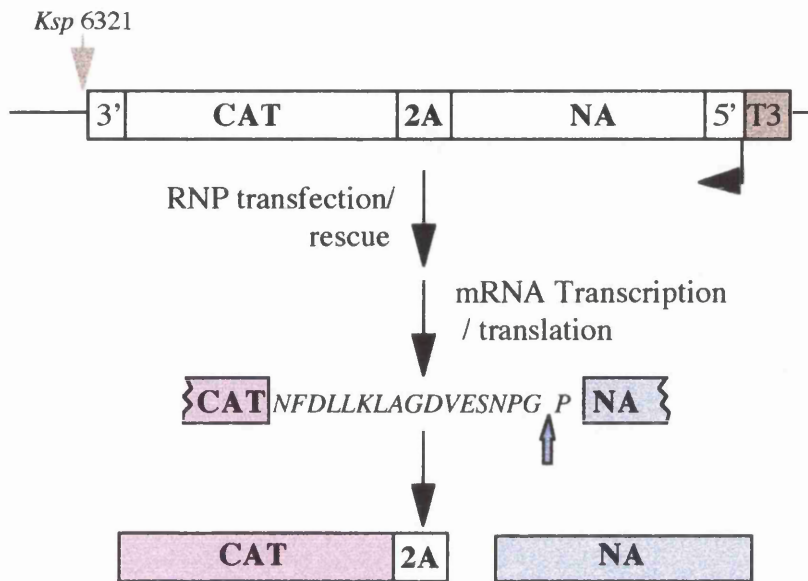 Ksp 6321
3' CAT 2A NA 5' T3
RNP transfection/
rescue
mRNA Transcription
/ translation
CAT NFDLLKLAGDVESNPG P NA
CAT 2A NA